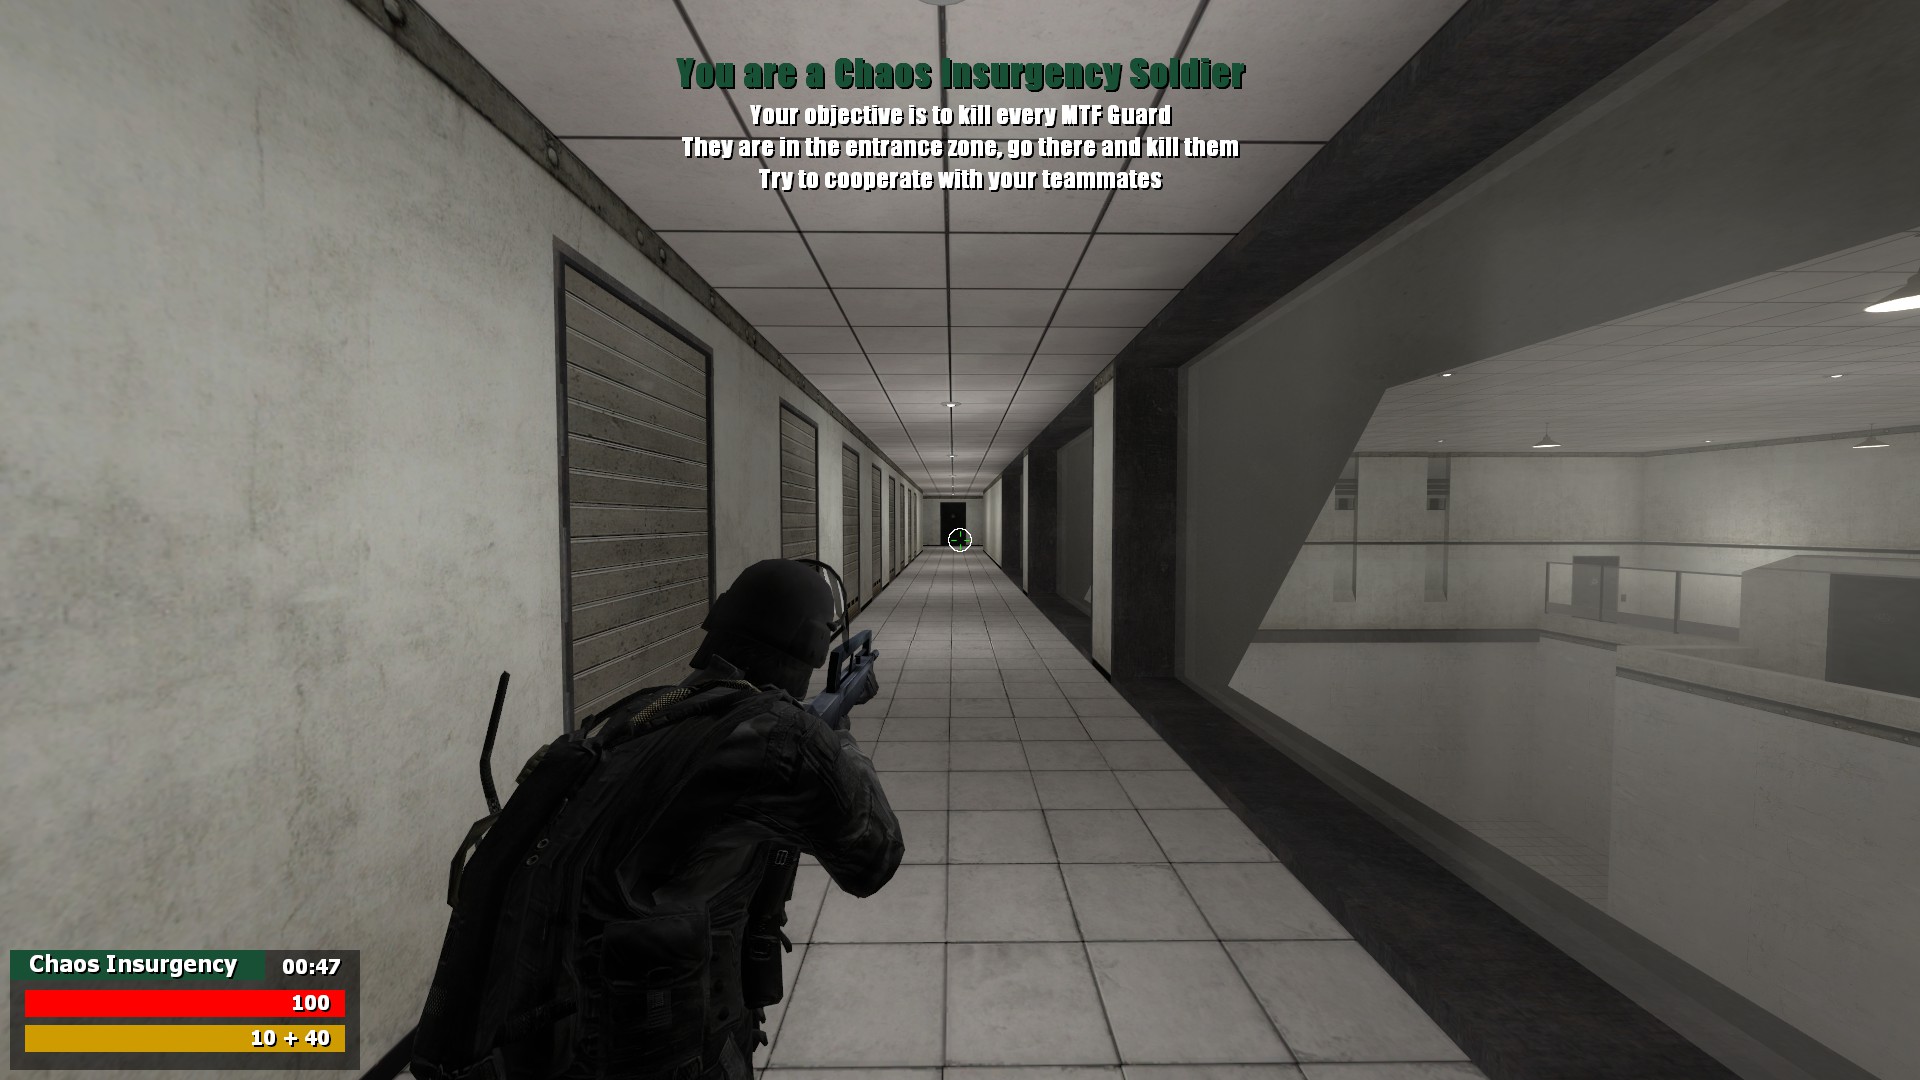 You are a Chaos Insurgency Soldier
Your objective is to kill every MTF Guard
They are in the entrance zone, go there and kill them
Try to cooperate with your teammates
Chaos Insurgency 00:47
100
10 + 40